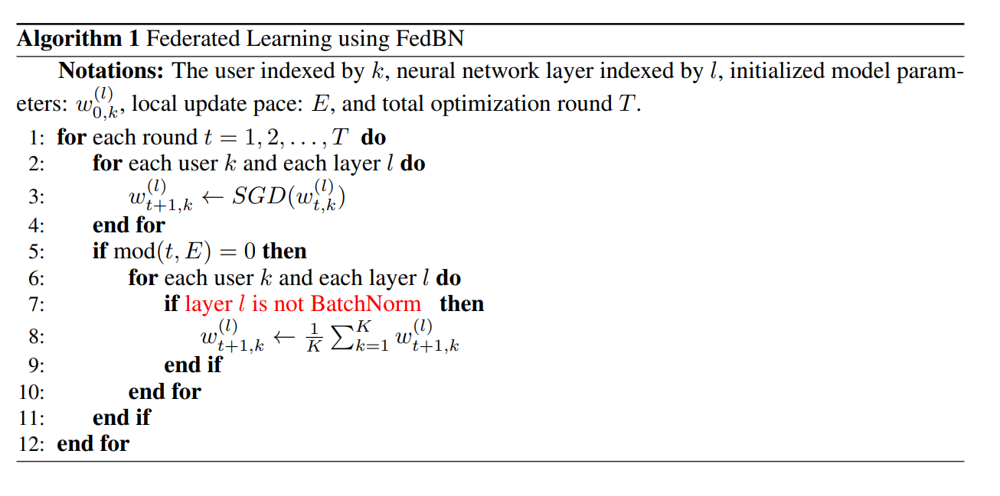 Algorithm 1 Federated Learning using FedBN
Notations: The user indexed by k, neural network layer indexed by l, initialized model param-
eters: w_{0,k}^{(l)}, local update pace: E, and total optimization round T.
1: for each round t = 1, 2, . . . , T do
2: for each user k and each layer l do
3: w_{t+1,k}^{(l)} ← SGD(w_{t,k}^{(l)})
4: end for
5: if mod(t, E) = 0 then
6: for each user k and each layer l do
7: if layer l is not BatchNorm then
8: w_{t+1,k}^{(l)} ← \frac{1}{K} ∑_{k=1}^{K} w_{t+1,k}^{(l)}
9: end if
10: end for
11: end if
12: end for